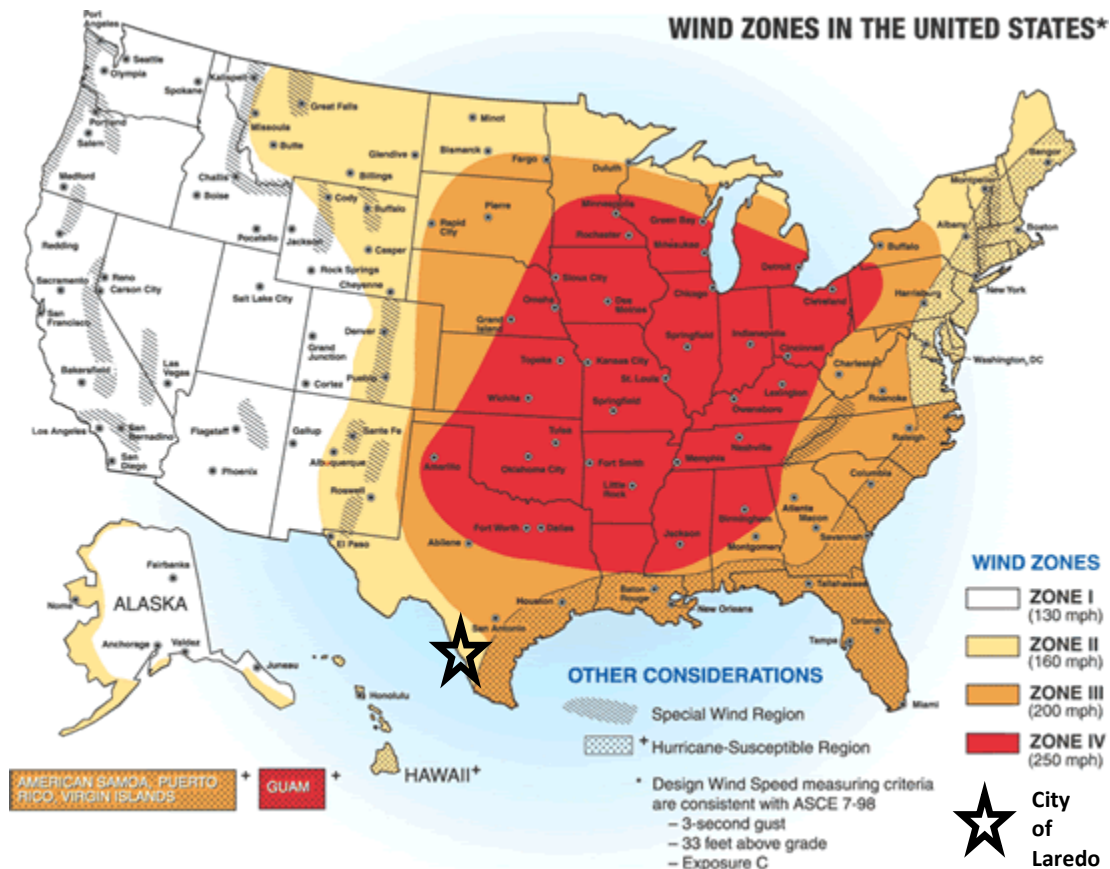 WIND ZONES IN THE UNITED STATES*
Port
Angeles
Seattle
Olympia
Spokane
Kalispell
Great Falls
Portland
Salem
Missoula
Butte
Glendive
Billings
Medford
Challis
Boise
Pocatello
Cody
Buffalo
Jackson
Casper
Rock Springs
Cheyenne
Redding
Sacramento
Reno
Carson City
San
Francisco
Salt Lake City
Grand
Junction
Denver
Pueblo
Cortez
Las
Vegas
Bakersfield
Los Angeles
San
Bernadino
San
Diego
Flagstaff
Phoenix
Gallup
Sante Fe
Albuquerque
Roswell
El Paso
Minot
Bismarck
Fargo
Duluth
Pierre
Rapid
City
Minneapolis
Rochester
Green Bay
Milwaukee
Sioux City
Omaha
Des
Moines
Grand
Island
Chicago
Detroit
Cleveland
Topeka
Kansas City
Springfield
Indianapolis
Cincinnati
St. Louis
Wichita
Springfield
Owensboro
Lexington
Charleston
Roanoke
Raleigh
Tulsa
Oklahoma City
Amarillo
Fort Smith
Little
Rock
Memphis
Nashville
Columbia
Atlanta
Macon
Savannah
Birmingham
Montgomery
Jackson
Fort Worth
Dallas
Abilene
Houston
San Antonio
Baton
Rouge
New Orleans
Tallahassee
Orlando
Tampa
Miami
Bangor
Montpelier
Boston
Albany
Buffalo
New York
Harrisburg
Washington, DC
Fairbanks
Nome
ALASKA
Anchorage
Valdez
Juneau
Honolulu
HAWAII+
AMERICAN SAMOA, PUERTO
RICO, VIRGIN ISLANDS
+
GUAM
+
OTHER CONSIDERATIONS
Special Wind Region
+ Hurricane-Susceptible Region
* Design Wind Speed measuring criteria
are consistent with ASCE 7-98
– 3-second gust
– 33 feet above grade
– Exposure C
WIND ZONES
ZONE I
(130 mph)
ZONE II
(160 mph)
ZONE III
(200 mph)
ZONE IV
(250 mph)
City
of
Laredo